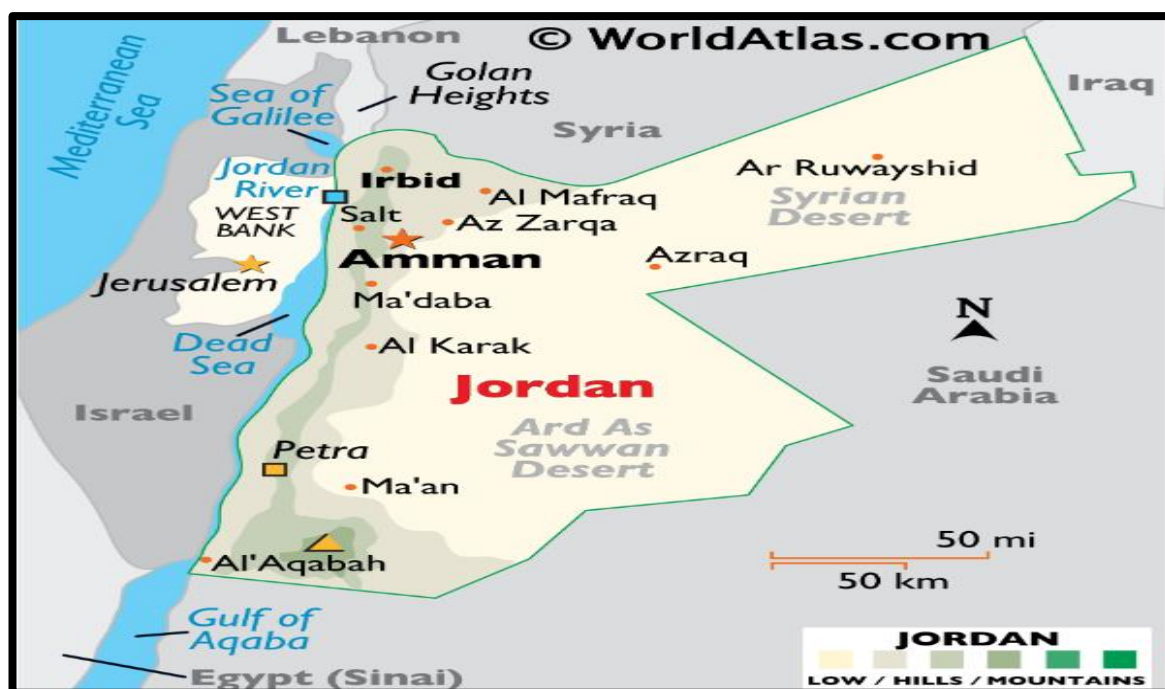 Lebanon
© WorldAtlas.com
Golan
Heights
Iraq
Mediterranean
Sea
Sea of
Galilee
Syria
Jordan
River
Irbid
Ar Ruwayshid
Al Mafraq
Syrian
Desert
WEST
BANK
Salt
Az Zarqa
Amman
Azraq
Jerusalem
Ma'daba
N
Dead
Sea
Al Karak
Jordan
Saudi
Arabia
Israel
Ard As
Sawwan
Desert
Petra
Ma'an
50 mi
Al'Aqabah
50 km
Gulf of
Aqaba
Egypt (Sinai)
JORDAN
LOW / HILLS / MOUNTAINS